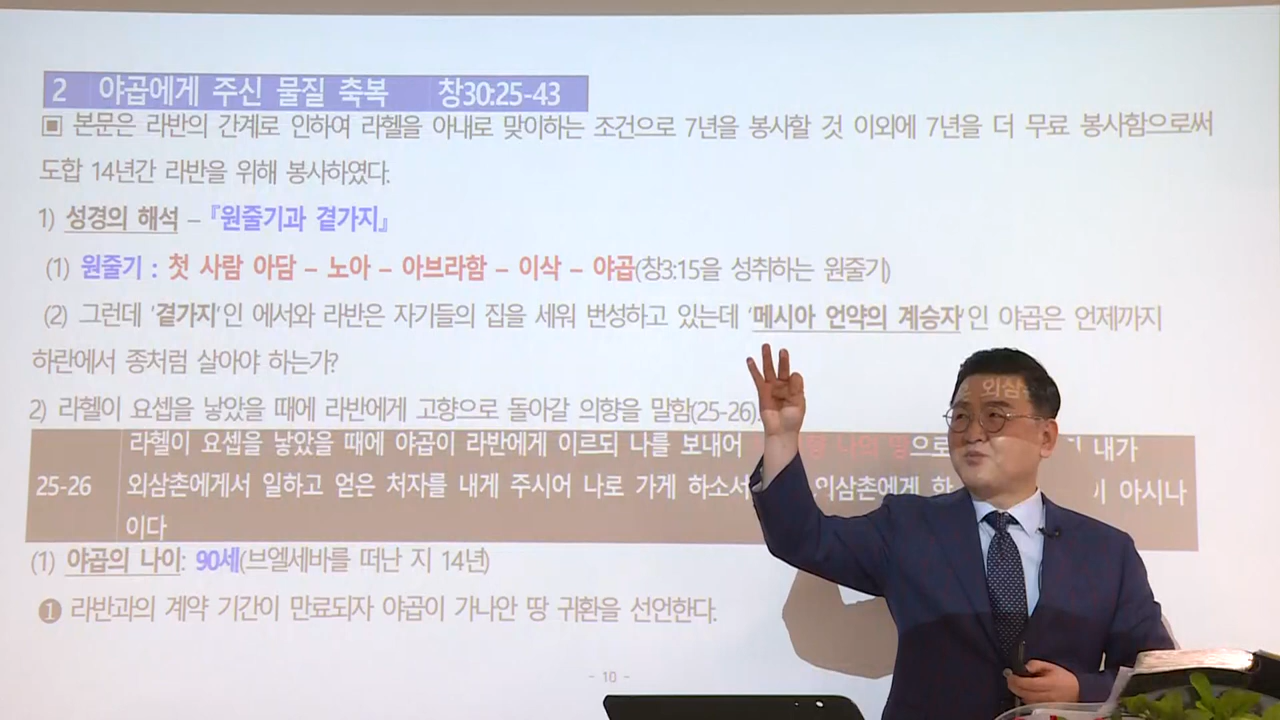 2 야곱에게 주신 물질 축복 창30:25-43
▣ 본문은 라반의 간계로 인하여 라헬을 아내로 맞이하는 조건으로 7년을 봉사할 것 이외에 7년을 더 무료 봉사함으로써
도합 14년간 라반을 위해 봉사하였다.
1) 성경의 해석 – 『원줄기과 곁가지』
(1) 원줄기 : 첫 사람 아담 – 노아 – 아브라함 – 이삭 – 야곱(창3:15을 성취하는 원줄기)
(2) 그런데 '곁가지'인 에서와 라반은 자기들의 집을 세워 번성하고 있는데 '메시아 언약의 계승자'인 야곱은 언제까지
하란에서 종처럼 살아야 하는가?
2) 라헬이 요셉을 낳았을 때에 라반에게 고향으로 돌아갈 의향을 말함(25-26).
라헬이 요셉을 낳았을 때에 야곱이 라반에게 이르되 나를 보내어 나의 땅으로 내가
25-26 외삼촌에게서 일하고 얻은 처자를 내게 주시어 나로 가게 하소서 외삼촌에게 한 아시나
이다
(1) 야곱의 나이: 90세(브엘세바를 떠난 지 14년)
❶ 라반과의 계약 기간이 만료되자 야곱이 가나안 땅 귀환을 선언한다.
- 10 -